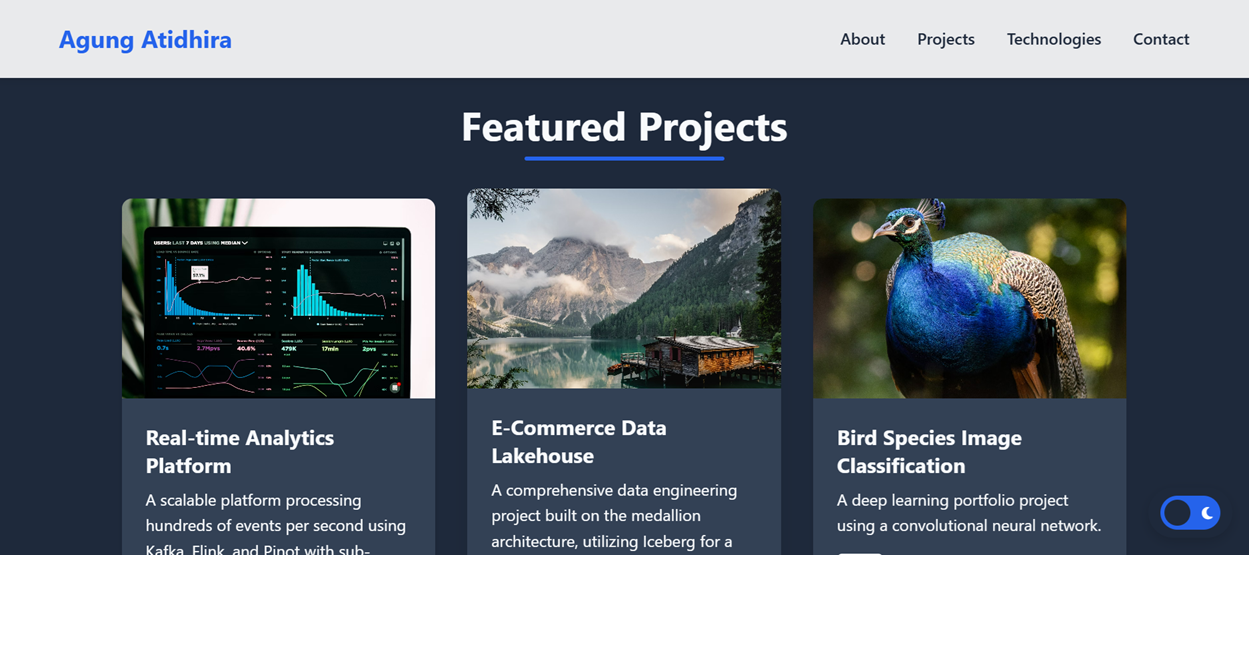 Agung Atidhira
About Projects Technologies Contact
Featured Projects
USERS: LAST 7 DAYS USING MEDIAN
Real-time Analytics
Platform
A scalable platform processing
hundreds of events per second using
Kafka, Flink, and Pinot with sub-
E-Commerce Data
Lakehouse
A comprehensive data engineering
project built on the medallion
architecture, utilizing Iceberg for a
Bird Species Image
Classification
A deep learning portfolio project
using a convolutional neural network.